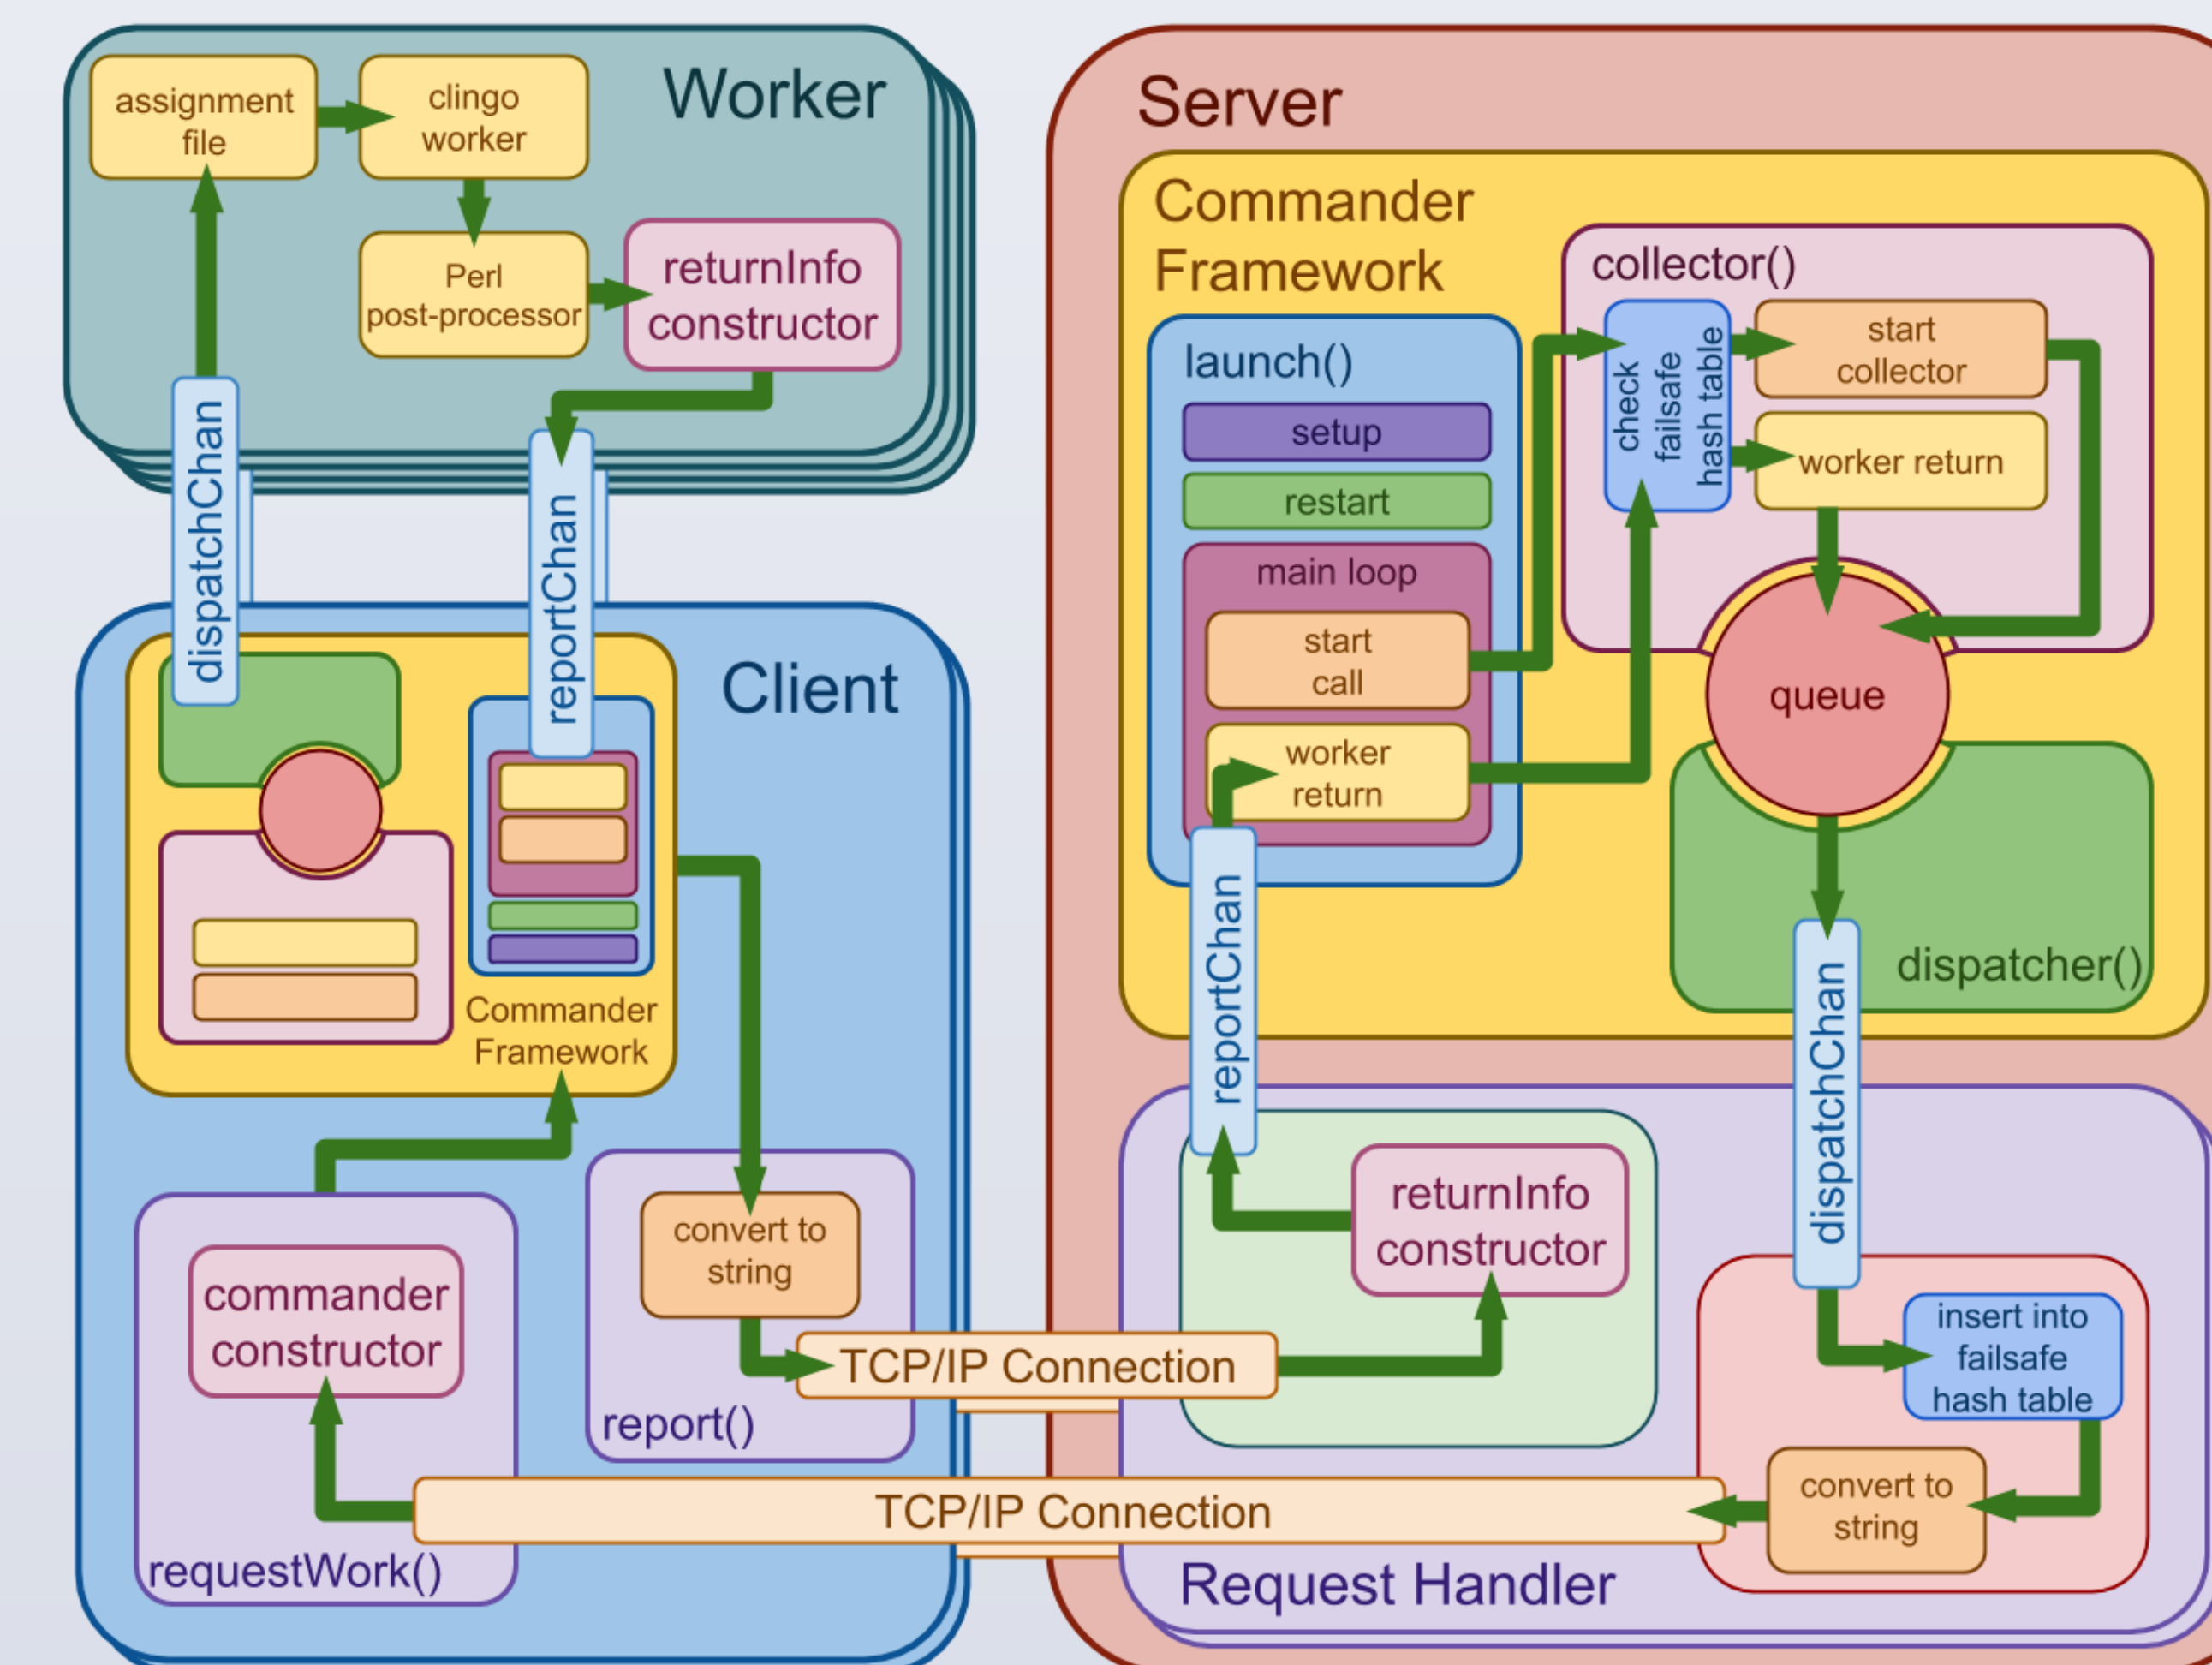 Worker
assignment
file
clingo
worker
Perl
post-processor
returnInfo
constructor
dispatchChan
reportChan
Client
Commander
Framework
convert to
string
report()
commander
constructor
requestWork()
TCP/IP Connection
TCP/IP Connection
Server
Commander
Framework
launch()
setup
restart
main loop
start
call
worker
return
collector()
check
failsafe
hash table
start
collector
worker return
queue
dispatcher()
reportChan
dispatchChan
returnInfo
constructor
insert into
failsafe
hash table
convert to
string
Request Handler